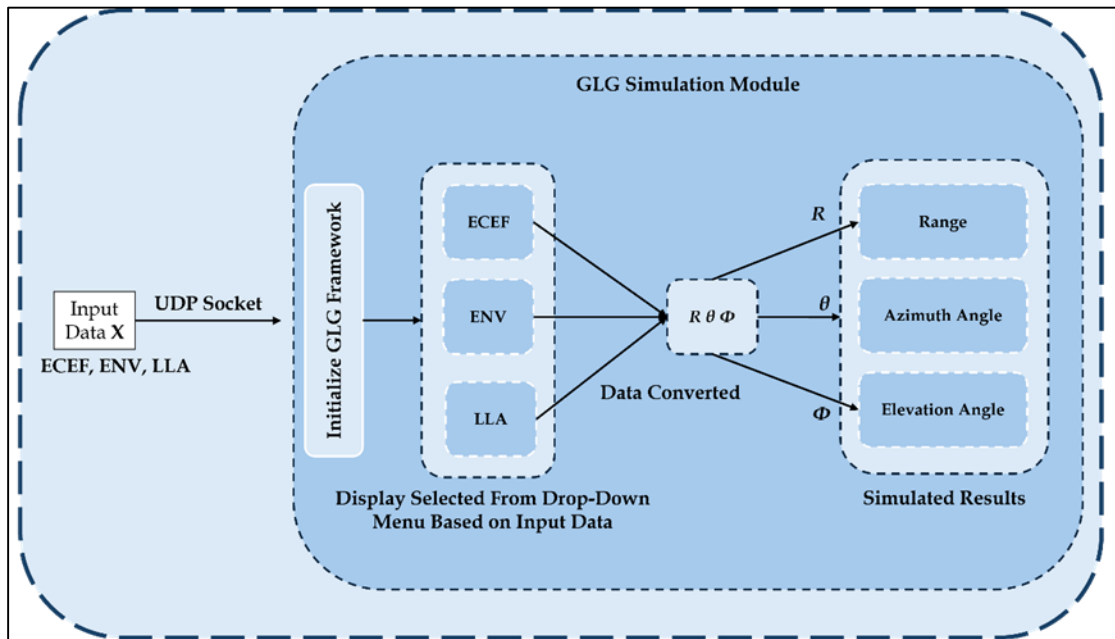 GLG Simulation Module
Input
Data X
ECEF, ENV, LLA
UDP Socket
Initialize GLG Framework
ECEF
ENV
LLA
Display Selected From Drop-Down
Menu Based on Input Data
R θ Φ
Data Converted
R
θ
Φ
Range
Azimuth Angle
Elevation Angle
Simulated Results